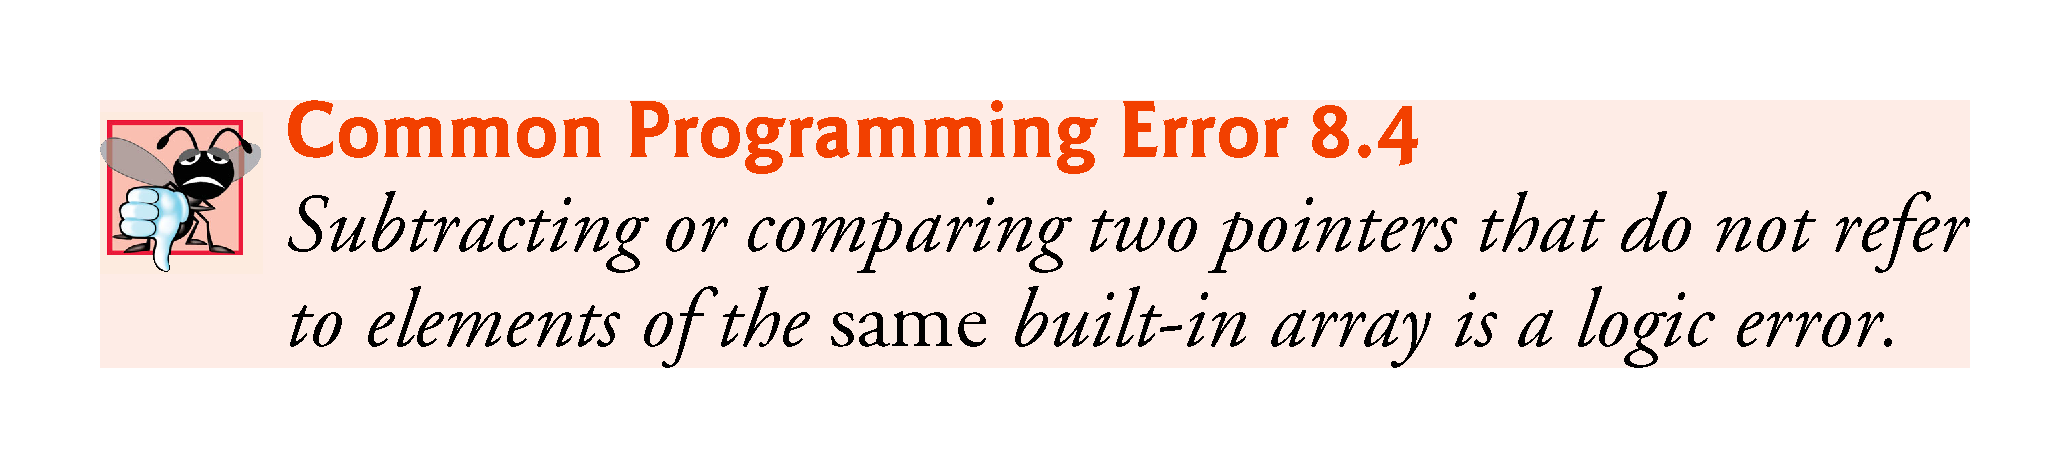 Common Programming Error 8.4
Subtracting or comparing two pointers that do not refer
to elements of the same built-in array is a logic error.